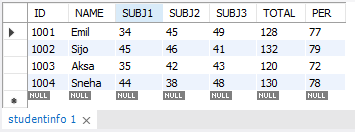 ID NAME SUBJ1 SUBJ2 SUBJ3 TOTAL PER
1001 Emil 34 45 49 128 77
1002 Sijo 45 46 41 132 79
1003 Aksa 35 42 43 120 72
1004 Sneha 44 38 48 130 78
NULL NULL NULL NULL NULL NULL NULL
studentinfo 1 ×